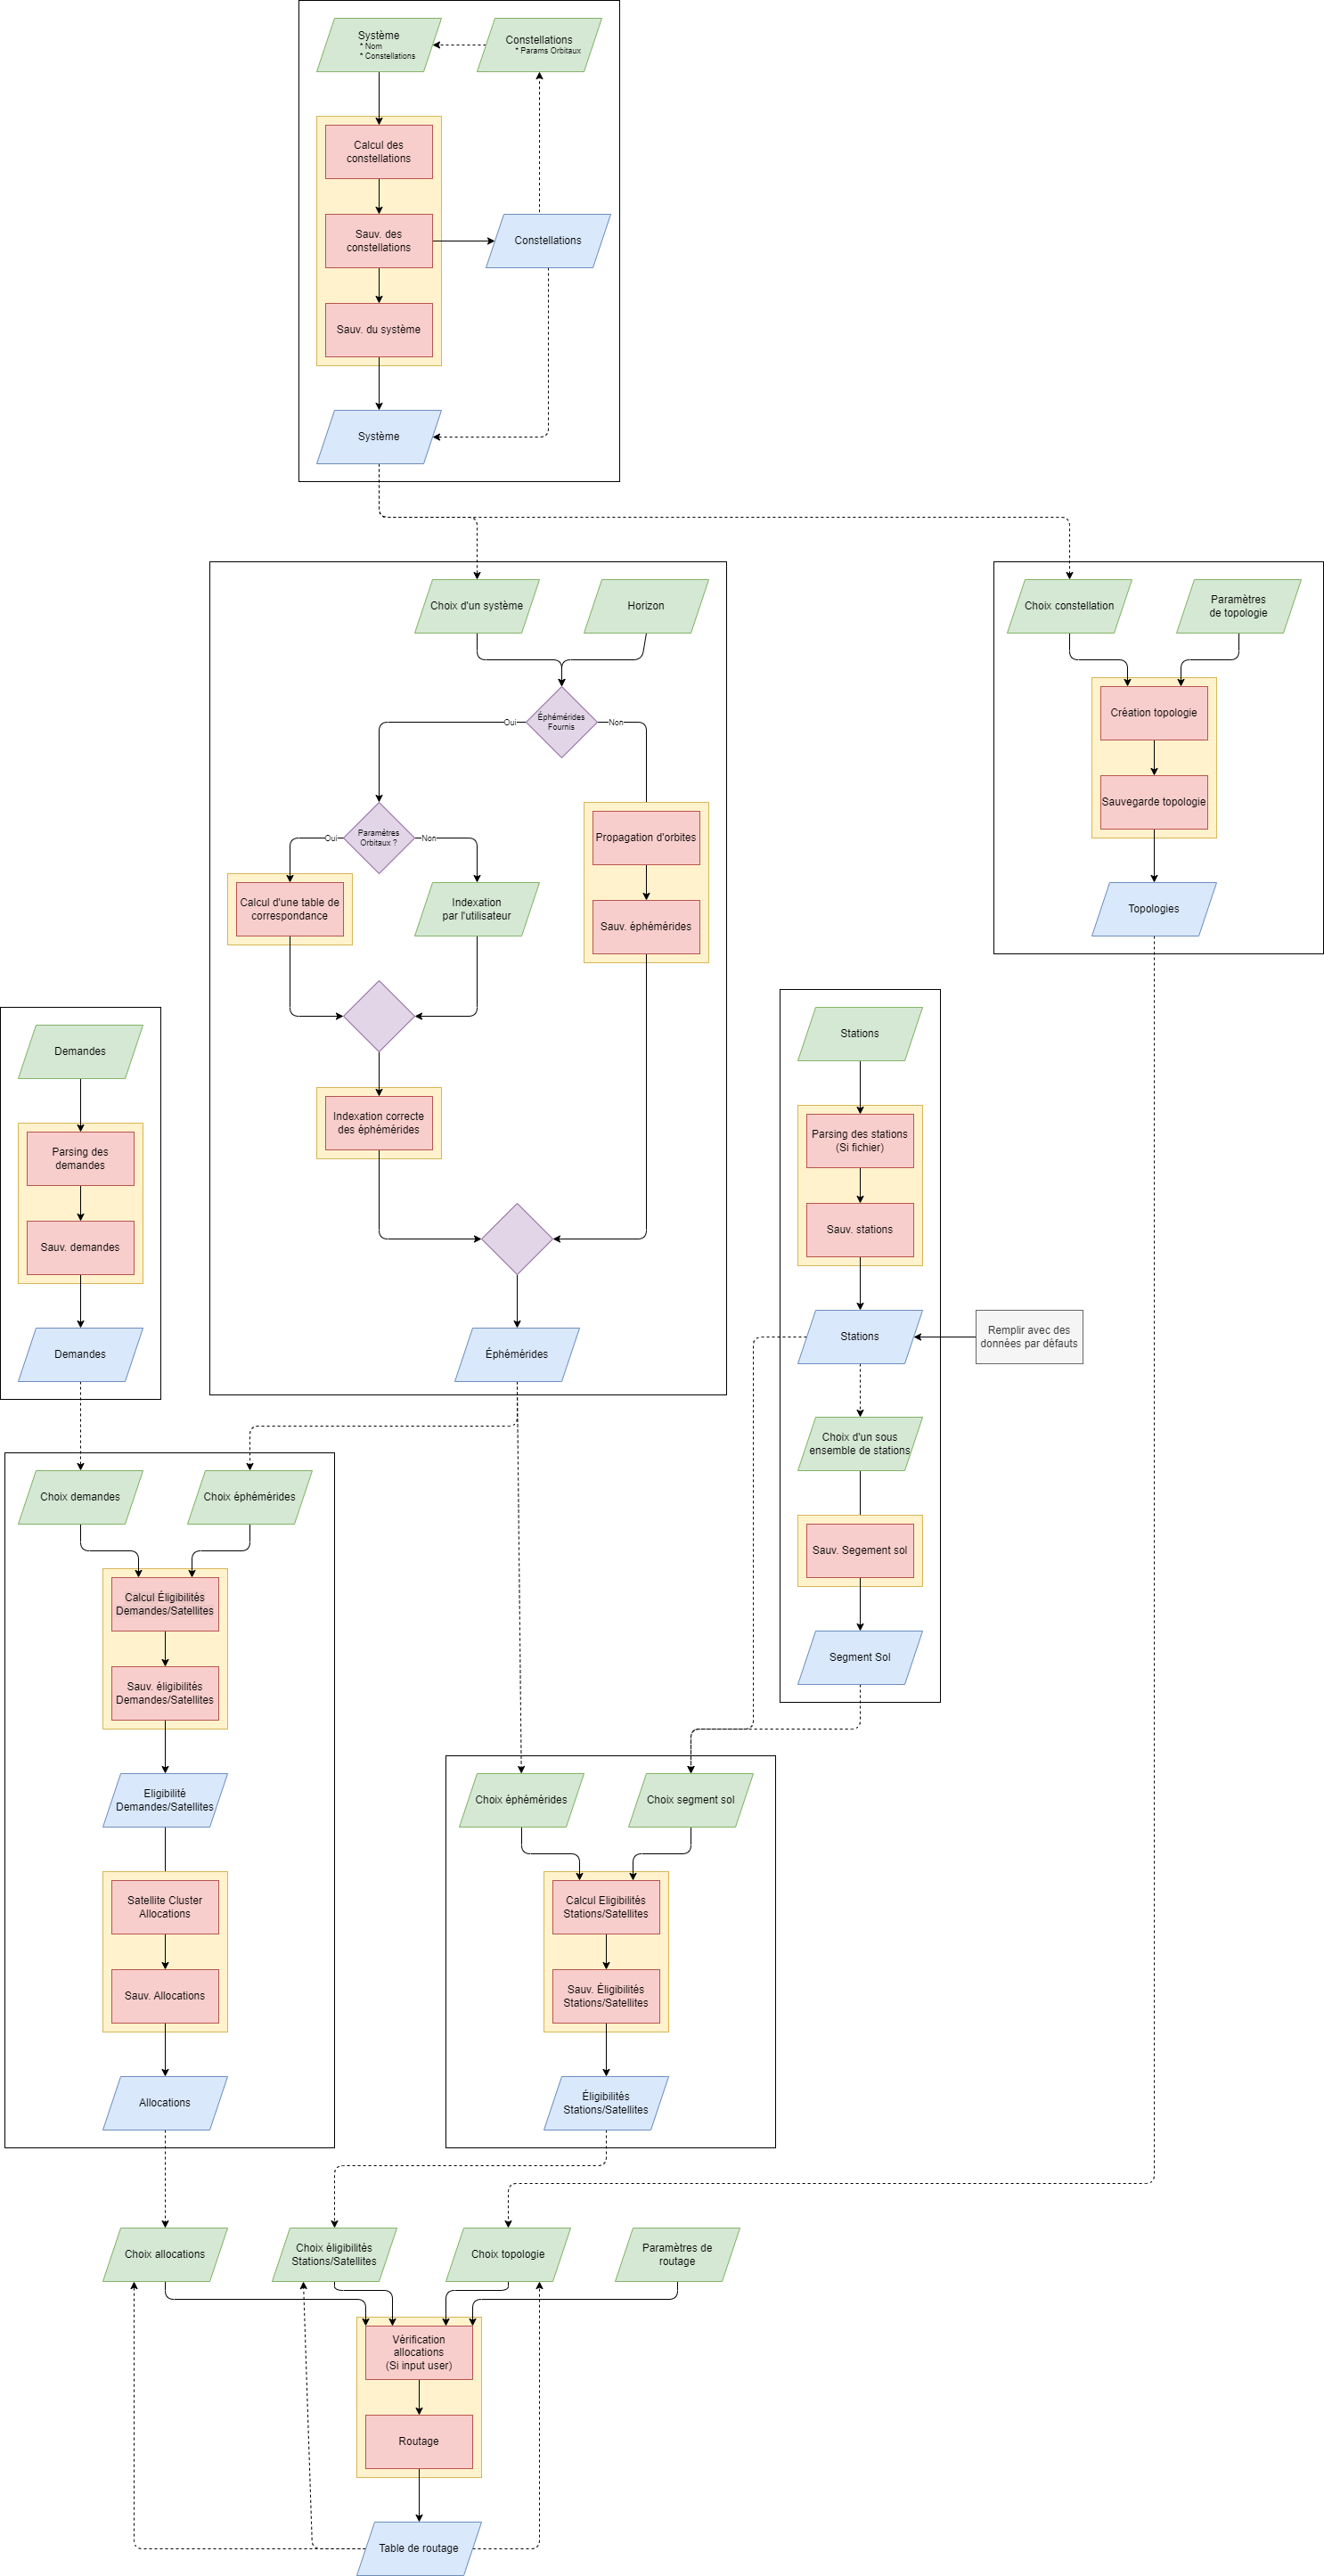 Système
* Nom
* Constellations
Constellations
* Params Orbitaux
Calcul des
constellations
Sauv. des
constellations
Constellations
Sauv. du système
Système
Choix d'un système
Horizon
Choix constellation
Paramètres
de topologie
Éphémérides
Fournis
Oui
Non
Création topologie
Sauvegarde topologie
Topologies
Paramètres
Orbitaux ?
Oui
Non
Propagation d'orbites
Sauv. éphémérides
Calcul d'une table de
correspondance
Indexation
par l'utilisateur
Indexation correcte
des éphémérides
Éphémérides
Demandes
Parsing des
demandes
Sauv. demandes
Demandes
Stations
Parsing des stations
(Si fichier)
Sauv. stations
Stations
Remplir avec des
données par défauts
Choix d'un sous
ensemble de stations
Sauv. Segement sol
Segment Sol
Choix demandes
Choix éphémérides
Calcul Éligibilités
Demandes/Satellites
Sauv. éligibilités
Demandes/Satellites
Eligibilité
Demandes/Satellites
Satellite Cluster
Allocations
Sauv. Allocations
Allocations
Choix éphémérides
Choix segment sol
Calcul Eligibilités
Stations/Satellites
Sauv. Éligibilités
Stations/Satellites
Éligibilités
Stations/Satellites
Choix allocations
Choix éligibilités
Stations/Satellites
Choix topologie
Paramètres de
routage
Vérification
allocations
(Si input user)
Routage
Table de routage